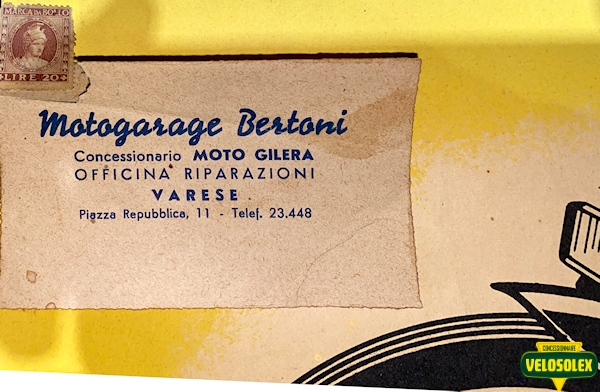 MARCA DA BOLLO
LIRE 20
Motogarage Bertoni
Concessionario MOTO GILERA
OFFICINA RIPARAZIONI
VARESE
Piazza Repubblica, 11 - Telef. 23.448
CONCESSIONNAIRE
VELOSOLEX